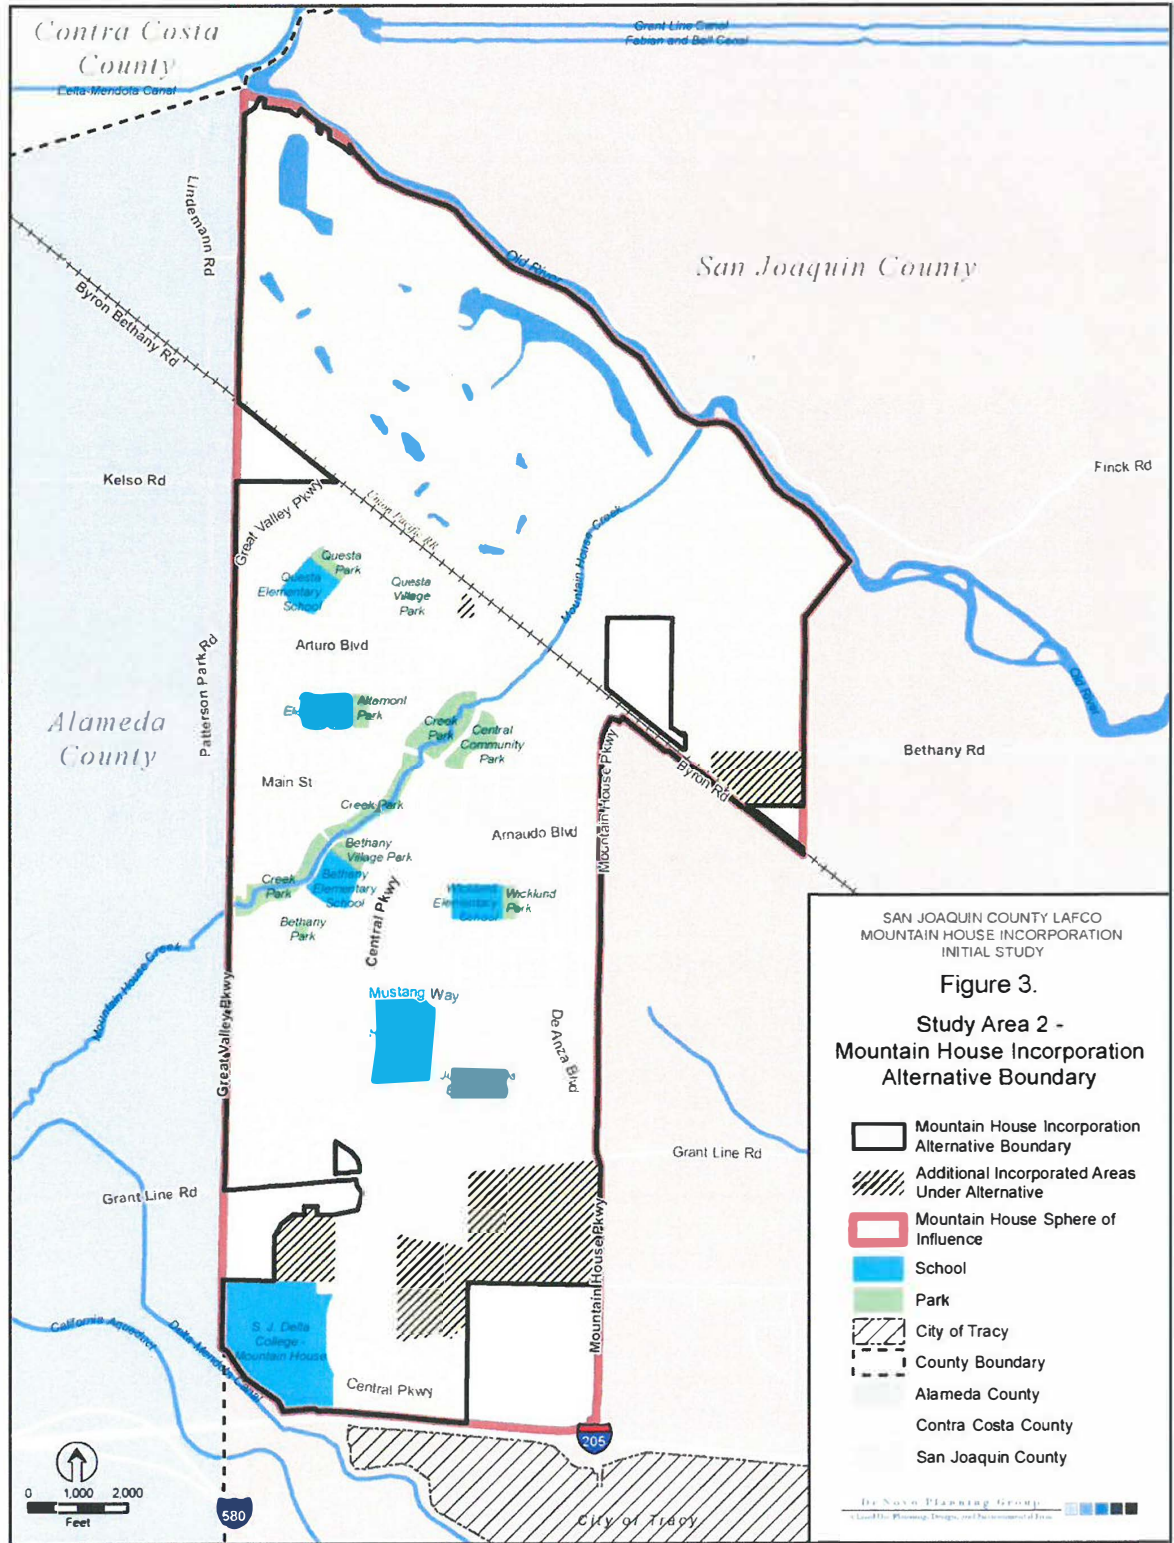 Contra Costa
County
Grant Line Canal
Fabian and Bell Canal
Delta-Mendota Canal
Lindemann Rd
San Joaquin County
Old River
Byron Bethany Rd
Finck Rd
Kelso Rd
Great Valley Pkwy
Union Pacific RR
Mountain House Creek
Questa
Park
Questa
Elementary
School
Questa
Village
Park
Arturo Blvd
Patterson Park Rd
Altamont
Park
Alameda
County
Creek
Park
Central
Community
Park
Old River
Bethany Rd
Byron Rd
Mountain House Pkwy
Main St
Creek Park
Arnaudo Blvd
Bethany
Village Park
Creek
Park
Bethany
Elementary
School
Wicklund
Elementary
School
Wicklund
Park
Bethany
Park
Central Pkwy
Mountain House Creek
Mustang Way
Great Valley Pkwy
De Anza Blvd
Grant Line Rd
Grant Line Rd
Mountain House Pkwy
Mountain House Pkwy
California Aqueduct
Delta-Mendota Canal
S. J. Delta
College -
Mountain House
Central Pkwy
205
580
City of Tracy
0 1,000 2,000
Feet
SAN JOAQUIN COUNTY LAFCO
MOUNTAIN HOUSE INCORPORATION
INITIAL STUDY
Figure 3.
Study Area 2 -
Mountain House Incorporation
Alternative Boundary
Mountain House Incorporation
Alternative Boundary
Additional Incorporated Areas
Under Alternative
Mountain House Sphere of
Influence
School
Park
City of Tracy
County Boundary
Alameda County
Contra Costa County
San Joaquin County
De Novo Planning Group